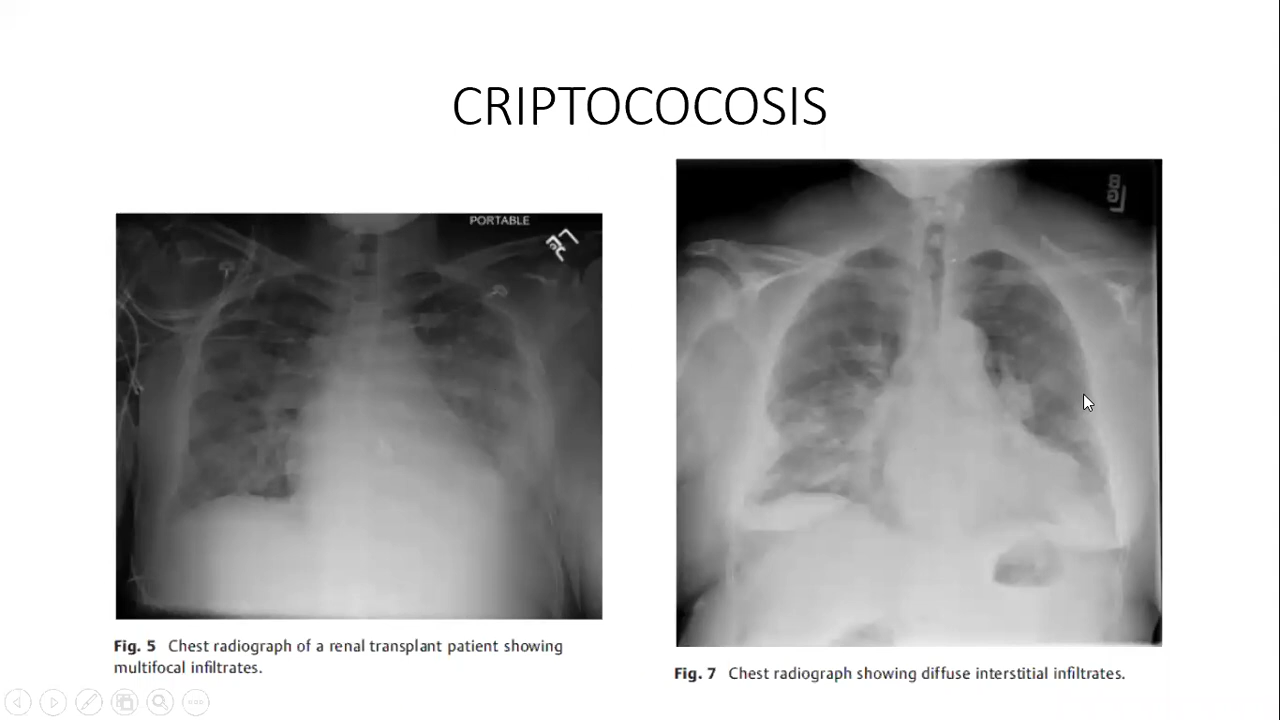 CRIPTOCOCOSIS
PORTABLE
Fig. 5 Chest radiograph of a renal transplant patient showing
multifocal infiltrates.
Fig. 7 Chest radiograph showing diffuse interstitial infiltrates.